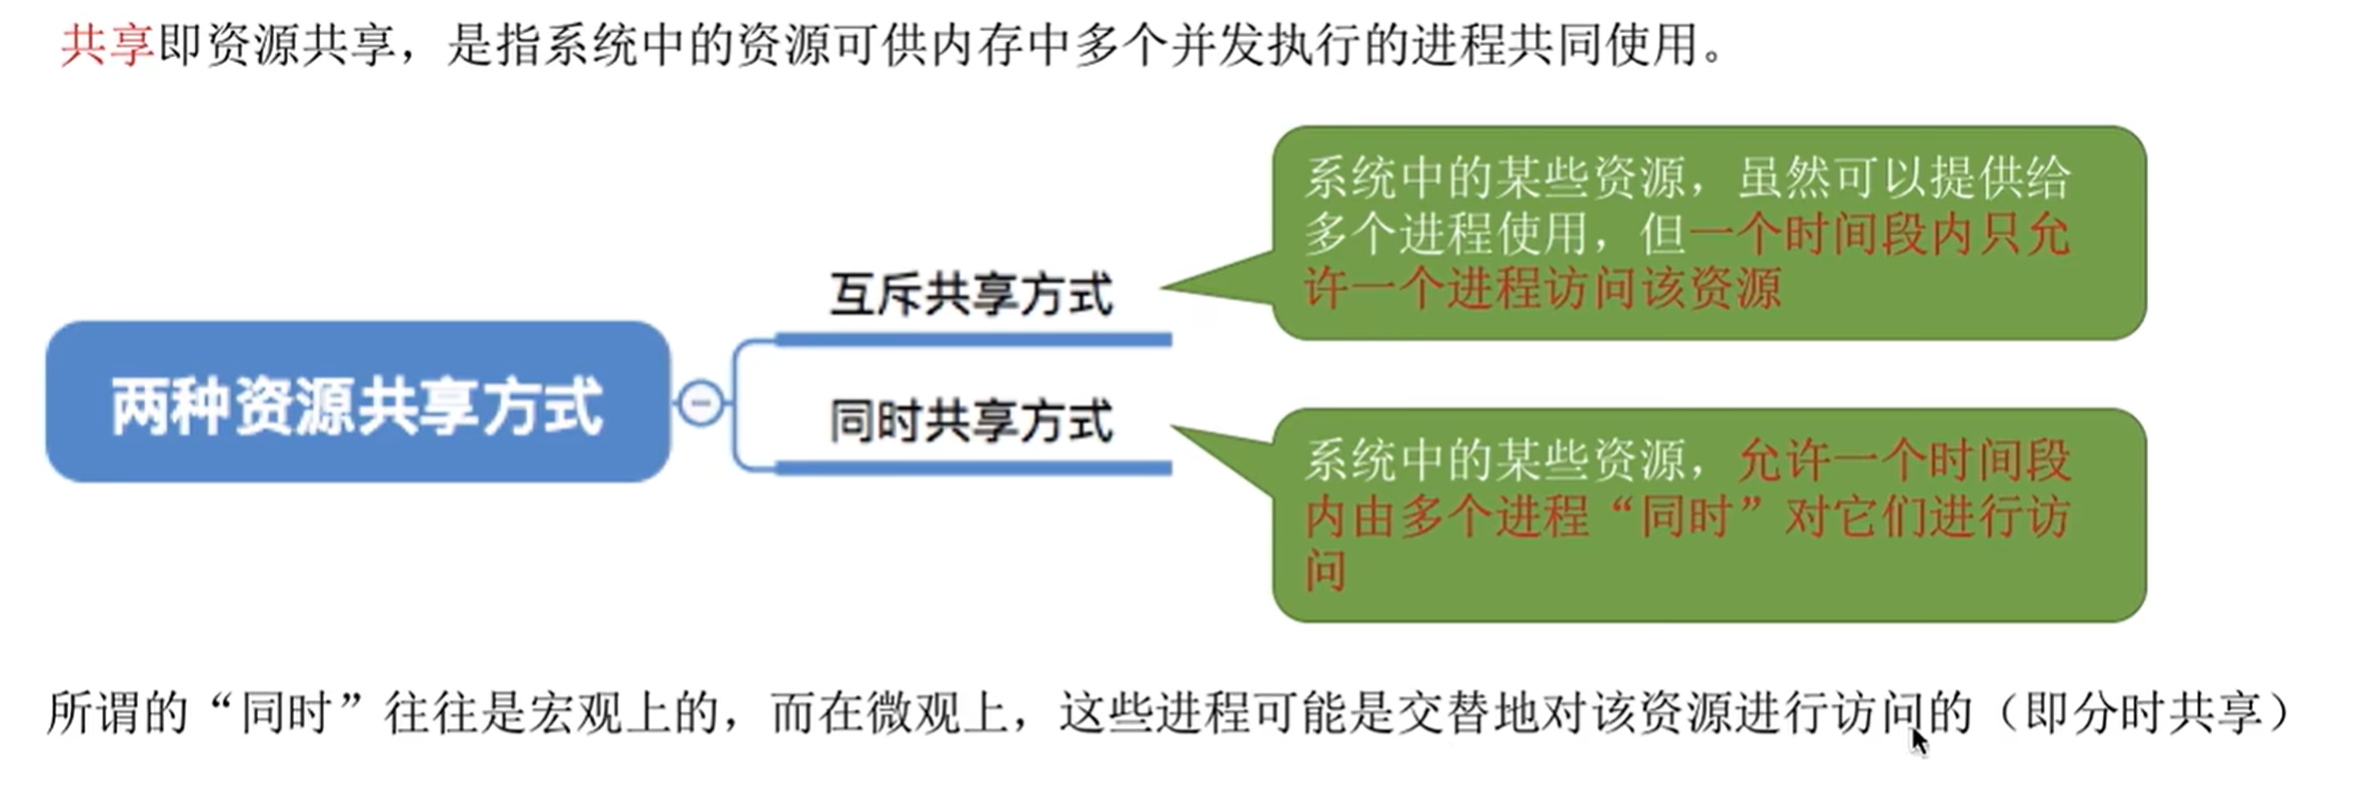 共享即资源共享，是指系统中的资源可供内存中多个并发执行的进程共同使用。
系统中的某些资源，虽然可以提供给
多个进程使用，但一个时间段内只允
许一个进程访问该资源
互斥共享方式
两种资源共享方式
同时共享方式
系统中的某些资源，允许一个时间段
内由多个进程“同时”对它们进行访
问
所谓的“同时”往往是宏观上的，而在微观上，这些进程可能是交替地对该资源进行访问的（即分时共享）